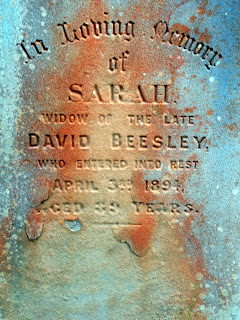 In Loving Memory
of
SARAH.
WIDOW OF THE LATE
DAVID BEESLEY,
WHO ENTERED INTO REST
APRIL 3RD 1894.
AGED YEARS.